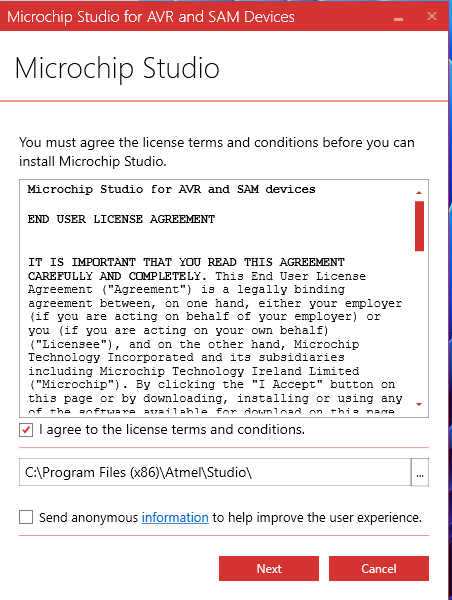 Microchip Studio for AVR and SAM Devices
Microchip Studio
You must agree the license terms and conditions before you can
install Microchip Studio.
Microchip Studio for AVR and SAM devices
END USER LICENSE AGREEMENT
IT IS IMPORTANT THAT YOU READ THIS AGREEMENT
CAREFULLY AND COMPLETELY. This End User License
Agreement ("Agreement") is a legally binding
agreement between, on one hand, either your employer
(if you are acting on behalf of your employer) or
you (if you are acting on your own behalf)
("Licensee"), and on the other hand, Microchip
Technology Incorporated and its subsidiaries
including Microchip Technology Ireland Limited
("Microchip"). By clicking the "I Accept" button on
this page or by downloading, installing or using any
of the software available for download on this page
I agree to the license terms and conditions.
C:\Program Files (x86)\Atmel\Studio\
...
Send anonymous information to help improve the user experience.
Next
Cancel